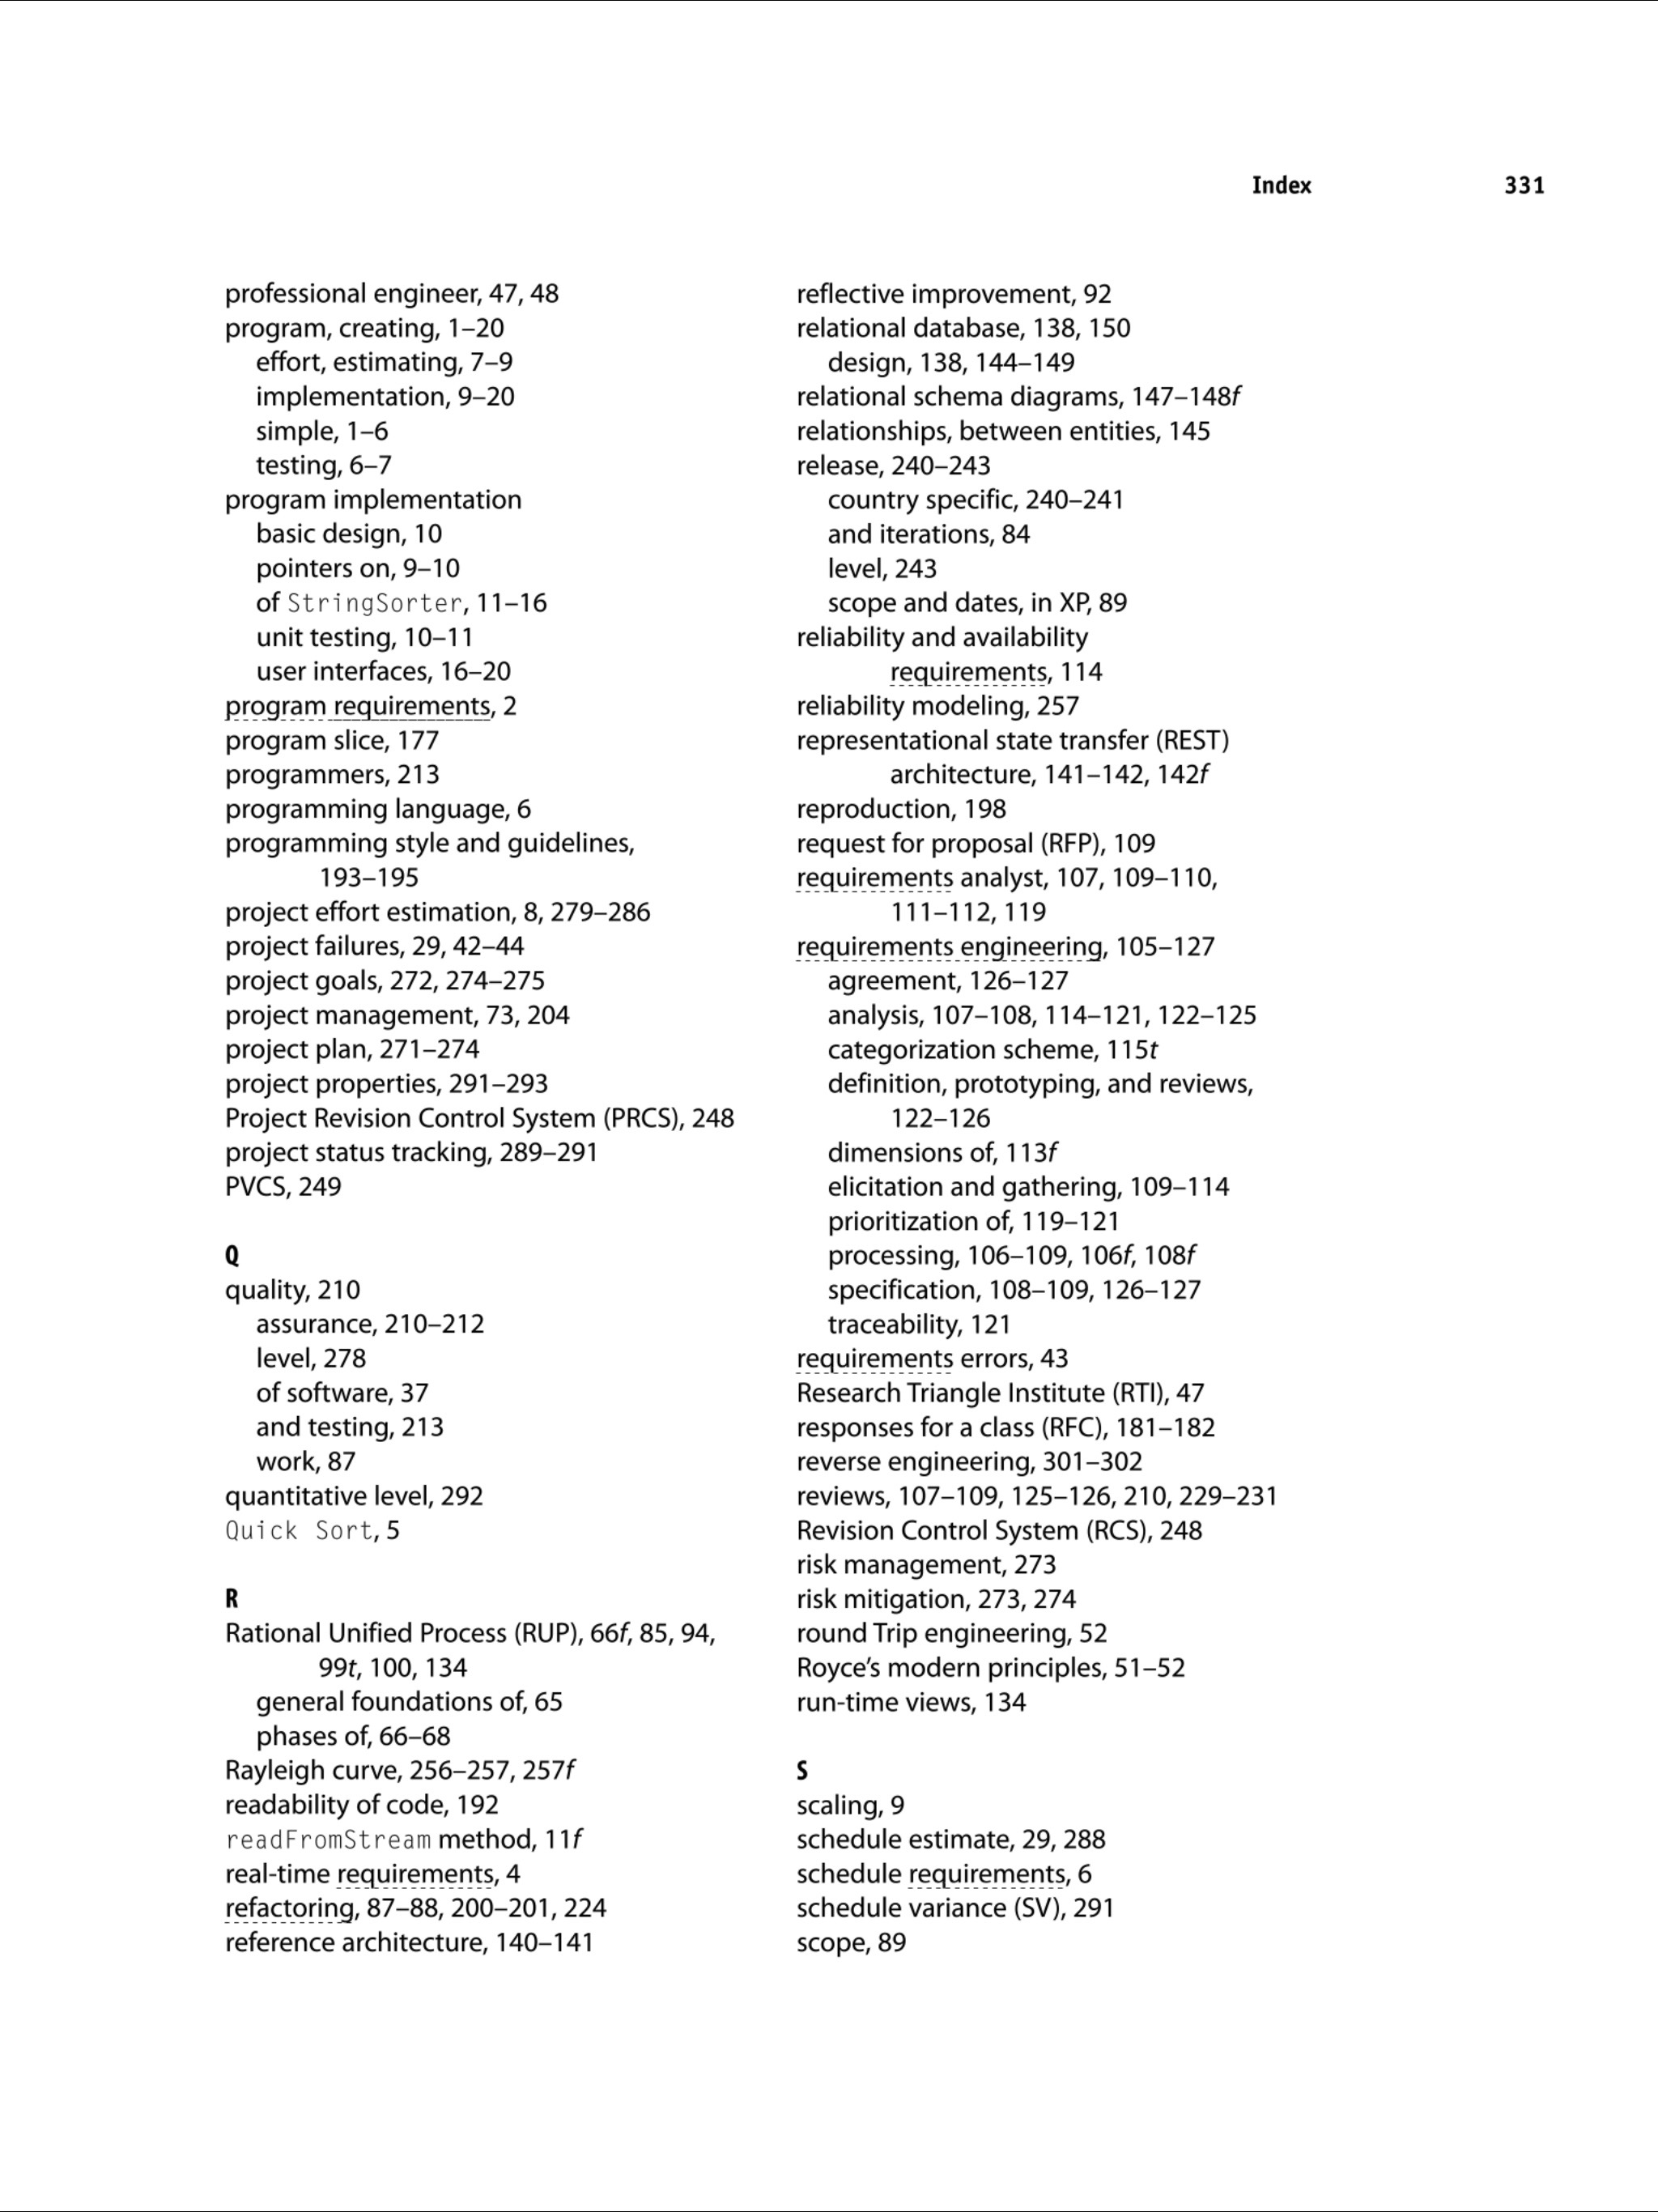 Index 331
professional engineer, 47, 48
program, creating, 1–20
effort, estimating, 7–9
implementation, 9–20
simple, 1–6
testing, 6–7
program implementation
basic design, 10
pointers on, 9–10
of StringSorter, 11–16
unit testing, 10–11
user interfaces, 16–20
program requirements, 2
program slice, 177
programmers, 213
programming language, 6
programming style and guidelines,
193–195
project effort estimation, 8, 279–286
project failures, 29, 42–44
project goals, 272, 274–275
project management, 73, 204
project plan, 271–274
project properties, 291–293
Project Revision Control System (PRCS), 248
project status tracking, 289–291
PVCS, 249
Q
quality, 210
assurance, 210–212
level, 278
of software, 37
and testing, 213
work, 87
quantitative level, 292
Quick Sort, 5
R
Rational Unified Process (RUP), 66f, 85, 94,
99t, 100, 134
general foundations of, 65
phases of, 66–68
Rayleigh curve, 256–257, 257f
readability of code, 192
readFromStream method, 11f
real-time requirements, 4
refactoring, 87–88, 200–201, 224
reference architecture, 140–141
reflective improvement, 92
relational database, 138, 150
design, 138, 144–149
relational schema diagrams, 147–148f
relationships, between entities, 145
release, 240–243
country specific, 240–241
and iterations, 84
level, 243
scope and dates, in XP, 89
reliability and availability
requirements, 114
reliability modeling, 257
representational state transfer (REST)
architecture, 141–142, 142f
reproduction, 198
request for proposal (RFP), 109
requirements analyst, 107, 109–110,
111–112, 119
requirements engineering, 105–127
agreement, 126–127
analysis, 107–108, 114–121, 122–125
categorization scheme, 115t
definition, prototyping, and reviews,
122–126
dimensions of, 113f
elicitation and gathering, 109–114
prioritization of, 119–121
processing, 106–109, 106f, 108f
specification, 108–109, 126–127
traceability, 121
requirements errors, 43
Research Triangle Institute (RTI), 47
responses for a class (RFC), 181–182
reverse engineering, 301–302
reviews, 107–109, 125–126, 210, 229–231
Revision Control System (RCS), 248
risk management, 273
risk mitigation, 273, 274
round Trip engineering, 52
Royce’s modern principles, 51–52
run-time views, 134
S
scaling, 9
schedule estimate, 29, 288
schedule requirements, 6
schedule variance (SV), 291
scope, 89